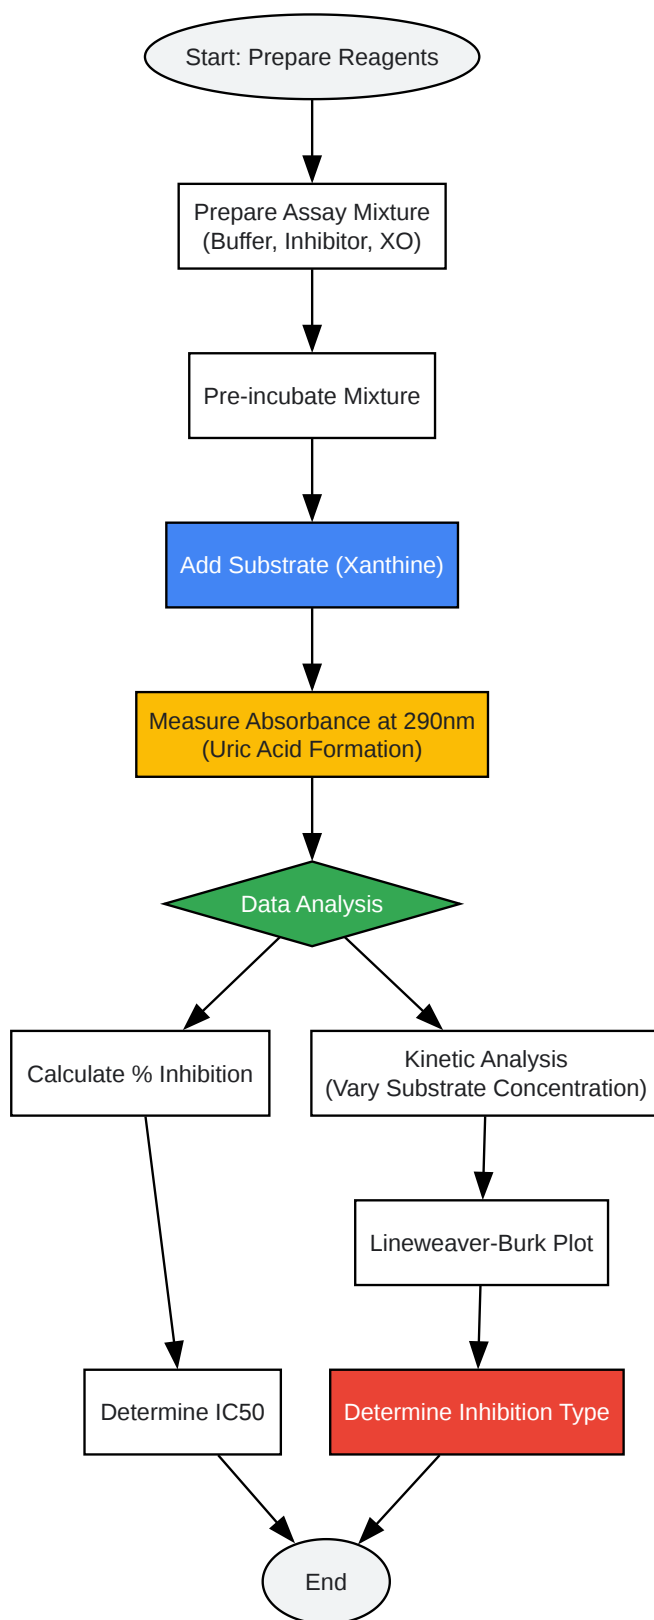 Start: Prepare Reagents
Prepare Assay Mixture
(Buffer, Inhibitor, XO)
Pre-incubate Mixture
Add Substrate (Xanthine)
Measure Absorbance at 290nm
(Uric Acid Formation)
Data Analysis
Calculate % Inhibition
Kinetic Analysis
(Vary Substrate Concentration)
Lineweaver-Burk Plot
Determine IC50
Determine Inhibition Type
End